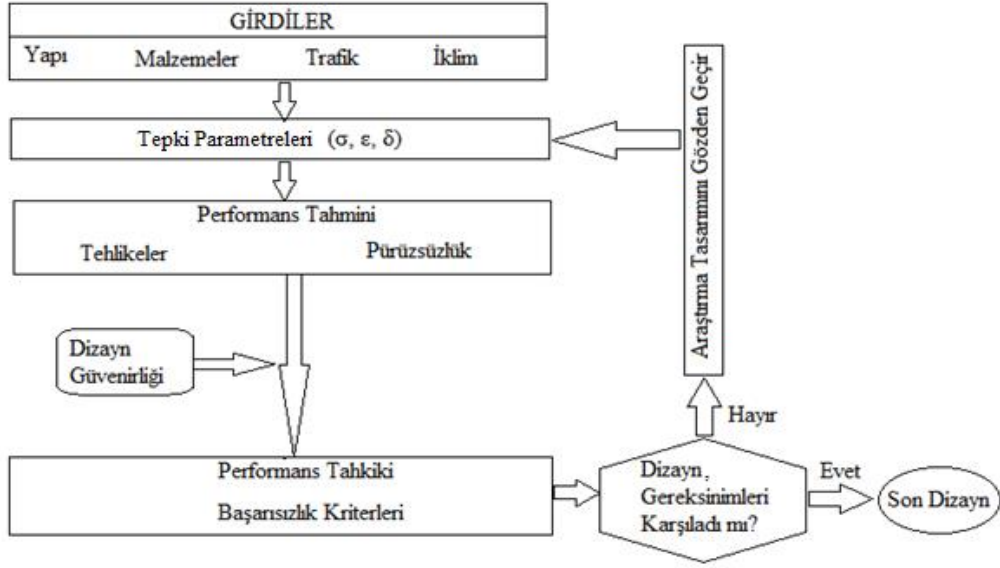 GİRDİLER
Yapı Malzemeler Trafik İklim
Tepki Parametreleri (σ, ε, δ)
Performans Tahmini
Tehlikeler Pürüzsüzlük
Dizayn
Güvenirliği
Performans Tahkiki
Başarısızlık Kriterleri
Dizayn,
Gereksinimleri
Karşıladı mı?
Hayır
Araştırma Tasarımını Gözden Geçir
Evet
Son Dizayn